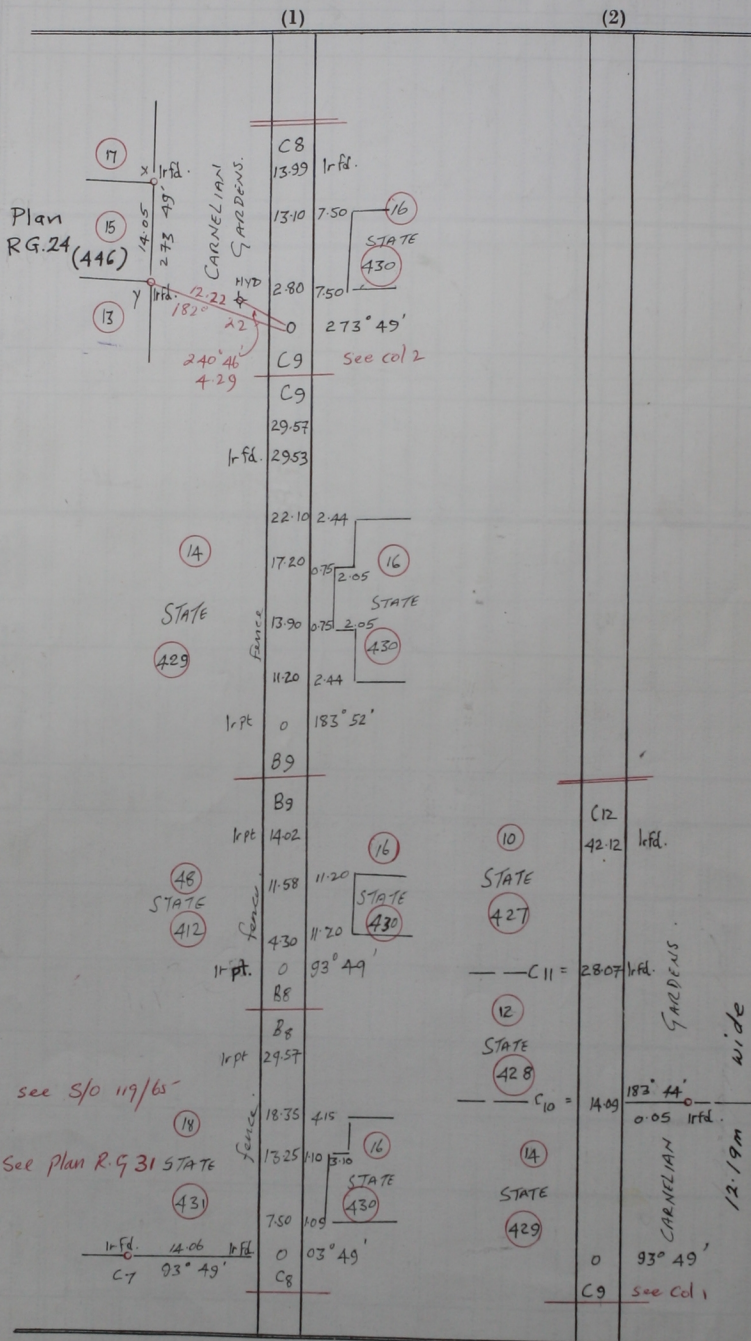 (1) (2)
C8
17 x Irfd. 13.99 Irfd.
CARNELIAN GARDENS.
Plan
R G.24 (446)
15 14.05 273 49' 13.10 7.50 16
STATE
430
HYD 2.80 7.50
y Irfd. 12.22
182° 22'
13 0 273° 49'
240° 46'
4.29
C9 see col 2
C9
29.57
Irfd. 29.53
22.10 2.44
14 17.20 0.75 2.05 16
STATE STATE
fence 13.90 0.75 2.05
429 430
11.20 2.44
Irpt 0 183° 52'
B9
B9 C12
Irpt 14.02 10 42.12 Irfd.
16
48 11.58 11.20 STATE
STATE STATE 427
412 fence 430
4.30 11.20
Irpt. 0 93° 49' C11 = 28.07 Irfd.
B8
B8 12
Irpt 29.57 STATE
428
GARDENS.
see S/O 119/65 C10 = 14.09 183° 44'
0.05 Irfd.
18 fence 18.35 4.15
See Plan R.G 31 STATE 13.25 1.10 3.10 16 14
STATE STATE
431 430 429
7.50 1.09
CARNELIAN
12.19m wide
Irfd. 14.06 Irfd 0 03° 49' 0 93° 49'
C7 93° 49' C8 C9 see Col 1